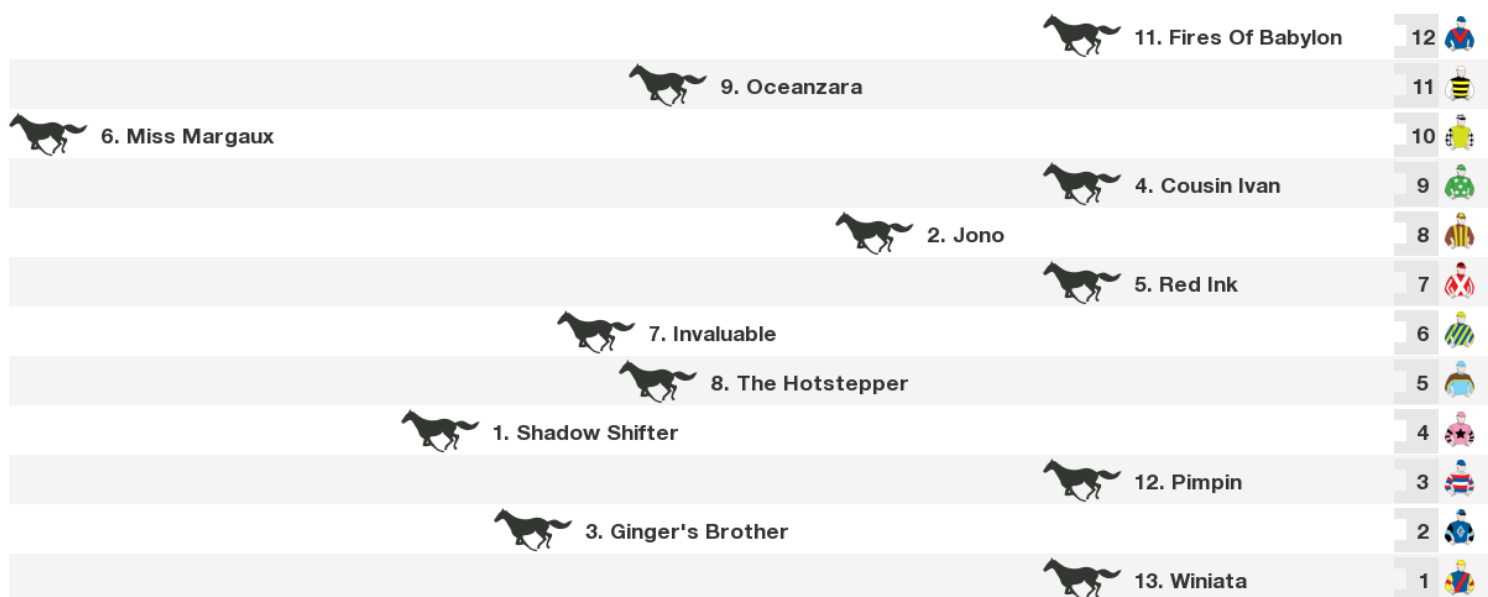 11. Fires Of Babylon 12
9. Oceanzara 11
6. Miss Margaux 10
4. Cousin Ivan 9
2. Jono 8
5. Red Ink 7
7. Invaluable 6
8. The Hotstepper 5
1. Shadow Shifter 4
12. Pimpin 3
3. Ginger's Brother 2
13. Winiata 1